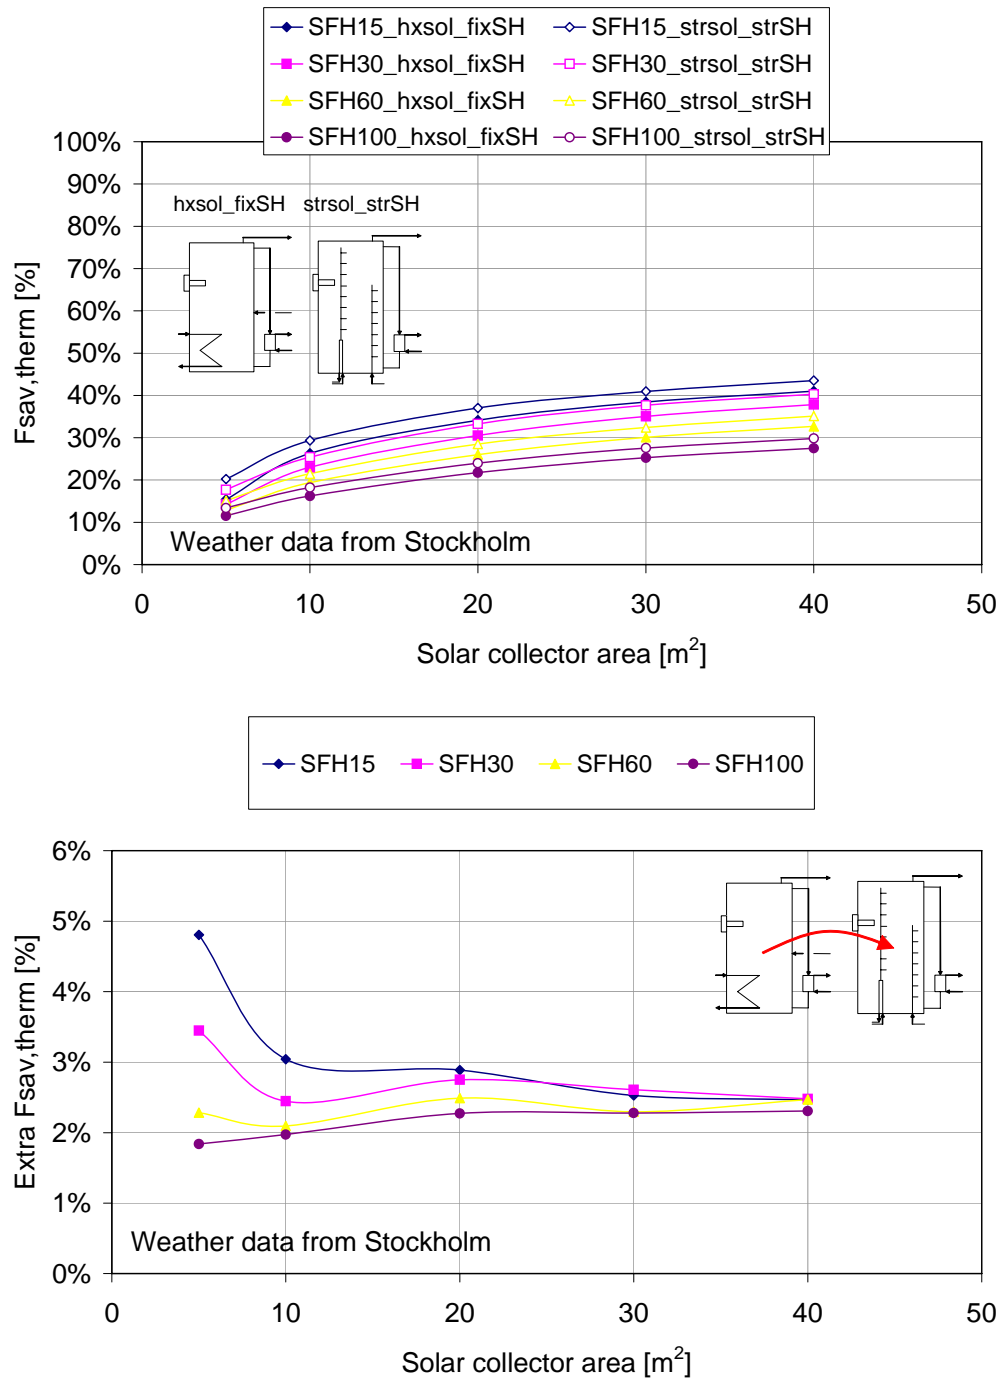 SFH15_hxsol_fixSH SFH15_strsol_strSH
SFH30_hxsol_fixSH SFH30_strsol_strSH
SFH60_hxsol_fixSH SFH60_strsol_strSH
SFH100_hxsol_fixSH SFH100_strsol_strSH
100%
90%
80%
70%
60%
50%
40%
30%
20%
10%
0%
Fsav,therm [%]
hxsol_fixSH strsol_strSH
Weather data from Stockholm
0 10 20 30 40 50
Solar collector area [m²]
SFH15 SFH30 SFH60 SFH100
6%
5%
4%
3%
2%
1%
0%
Extra Fsav,therm [%]
Weather data from Stockholm
0 10 20 30 40 50
Solar collector area [m²]